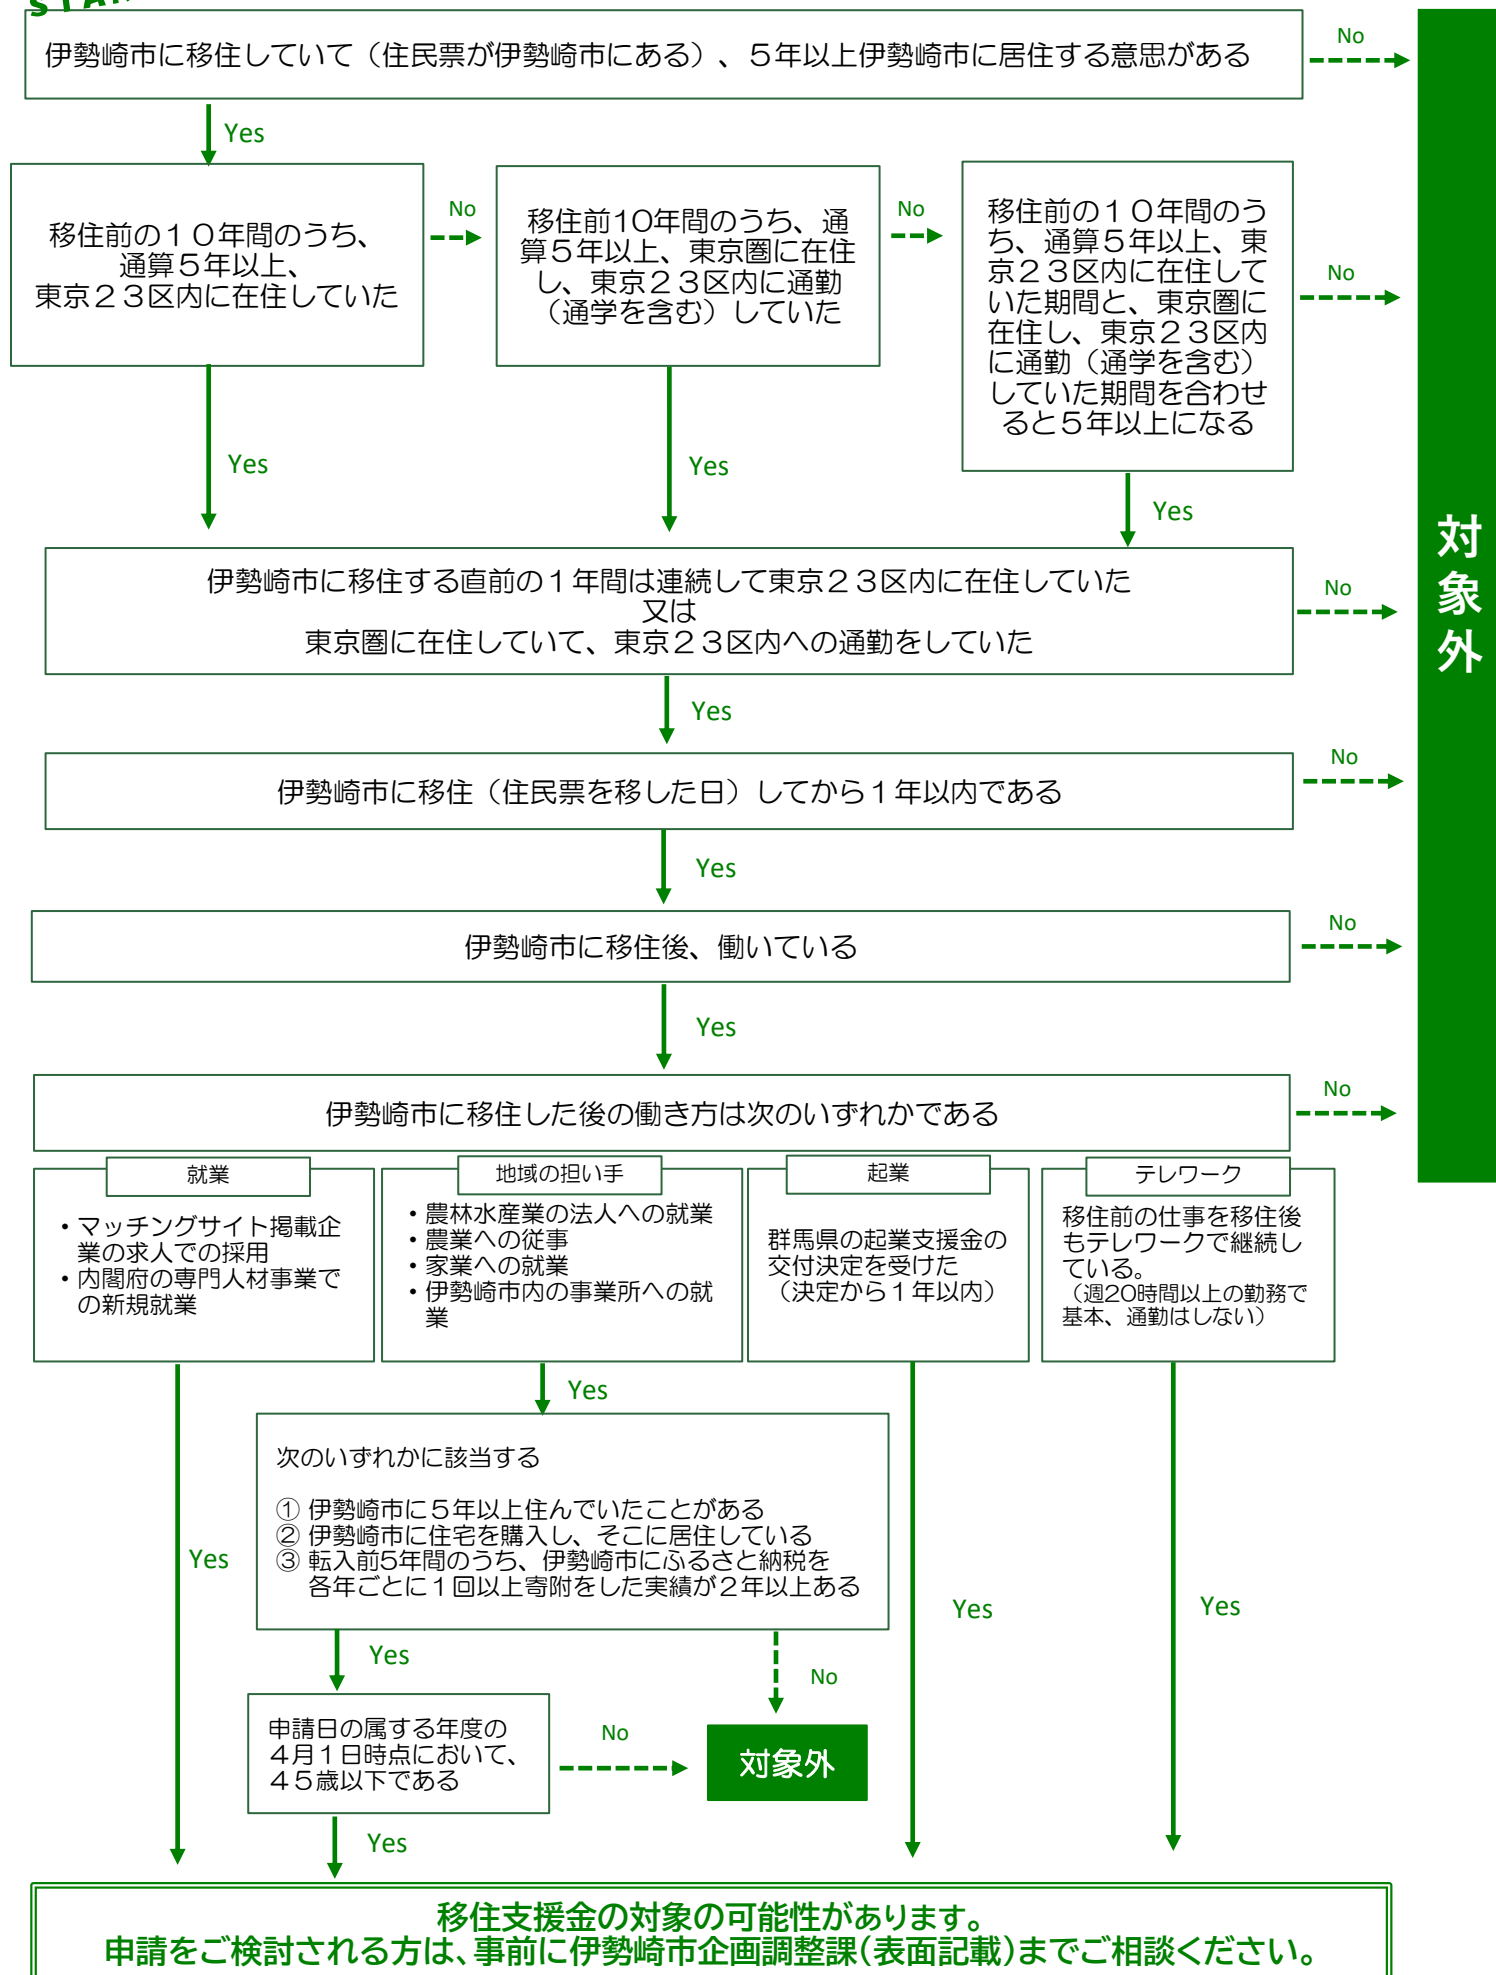 伊勢崎市に移住していて（住民票が伊勢崎市にある）、５年以上伊勢崎市に居住する意思がある
No
Yes
移住前の１０年間のうち、
通算５年以上、
東京２３区内に在住していた
No
移住前10年間のうち、通
算５年以上、東京圏に在住
し、東京２３区内に通勤
（通学を含む）していた
No
移住前の１０年間のう
ち、通算５年以上、東
京２３区内に在住して
いた期間と、東京圏に
在住し、東京２３区内
に通勤（通学を含む）
していた期間を合わせ
ると５年以上になる
No
Yes
Yes
Yes
対象外
伊勢崎市に移住する直前の１年間は連続して東京２３区内に在住していた
又は
東京圏に在住していて、東京２３区内への通勤をしていた
No
Yes
伊勢崎市に移住（住民票を移した日）してから１年以内である
No
Yes
伊勢崎市に移住後、働いている
No
Yes
伊勢崎市に移住した後の働き方は次のいずれかである
No
就業
・マッチングサイト掲載企
業の求人での採用
・内閣府の専門人材事業で
の新規就業
地域の担い手
・農林水産業の法人への就業
・農業への従事
・家業への就業
・伊勢崎市内の事業所への就
業
起業
群馬県の起業支援金の
交付決定を受けた
（決定から１年以内）
テレワーク
移住前の仕事を移住後
もテレワークで継続し
ている。
（週20時間以上の勤務で
基本、通勤はしない）
Yes
次のいずれかに該当する
① 伊勢崎市に５年以上住んでいたことがある
② 伊勢崎市に住宅を購入し、そこに居住している
③ 転入前5年間のうち、伊勢崎市にふるさと納税を
各年ごとに１回以上寄附をした実績が２年以上ある
Yes
Yes
Yes
Yes
No
申請日の属する年度の
４月１日時点において、
４５歳以下である
No
対象外
Yes
移住支援金の対象の可能性があります。
申請をご検討される方は、事前に伊勢崎市企画調整課(表面記載)までご相談ください。